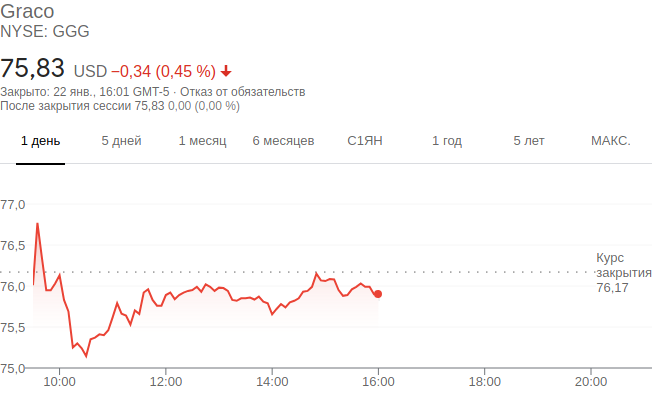 Graco
NYSE: GGG
75,83 USD −0,34 (0,45 %)
Закрыто: 22 янв., 16:01 GMT-5 · Отказ от обязательств
После закрытия сессии 75,83 0,00 (0,00 %)
1 день 5 дней 1 месяц 6 месяцев С1ЯН 1 год 5 лет МАКС.
77,0
76,5
Курс
закрытия
76,17
76,0
75,5
75,0
10:00 12:00 14:00 16:00 18:00 20:00